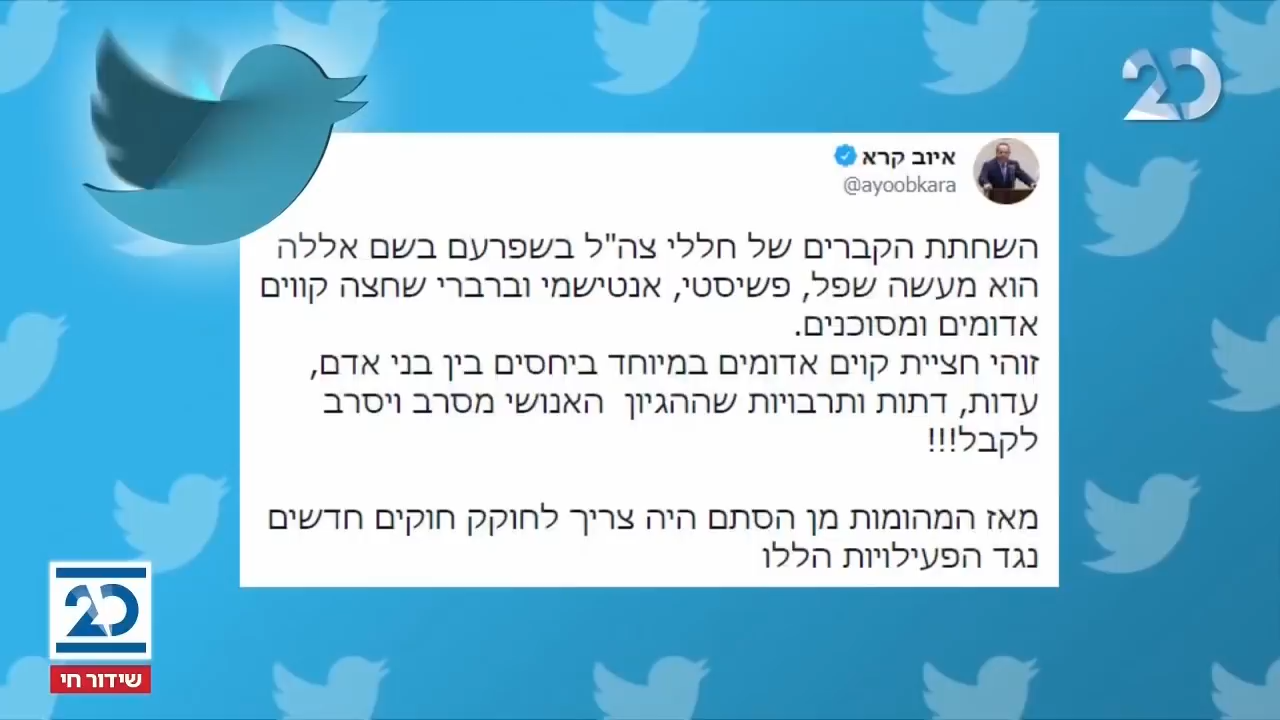 20
איוב קרא
@ayoobkara
השחתת הקברים של חללי צה"ל בשפרעם בשם אללה
הוא מעשה שפל, פשיסטי, אנטישמי וברברי שחצה קווים
אדומים ומסוכנים.
זוהי חציית קוים אדומים במיוחד ביחסים בין בני אדם,
עדות, דתות ותרבויות שההגיון האנושי מסרב ויסרב
לקבל!!!
מאז המהומות מן הסתם היה צריך לחוקק חוקים חדשים
נגד הפעילויות הללו
20
שידור חי